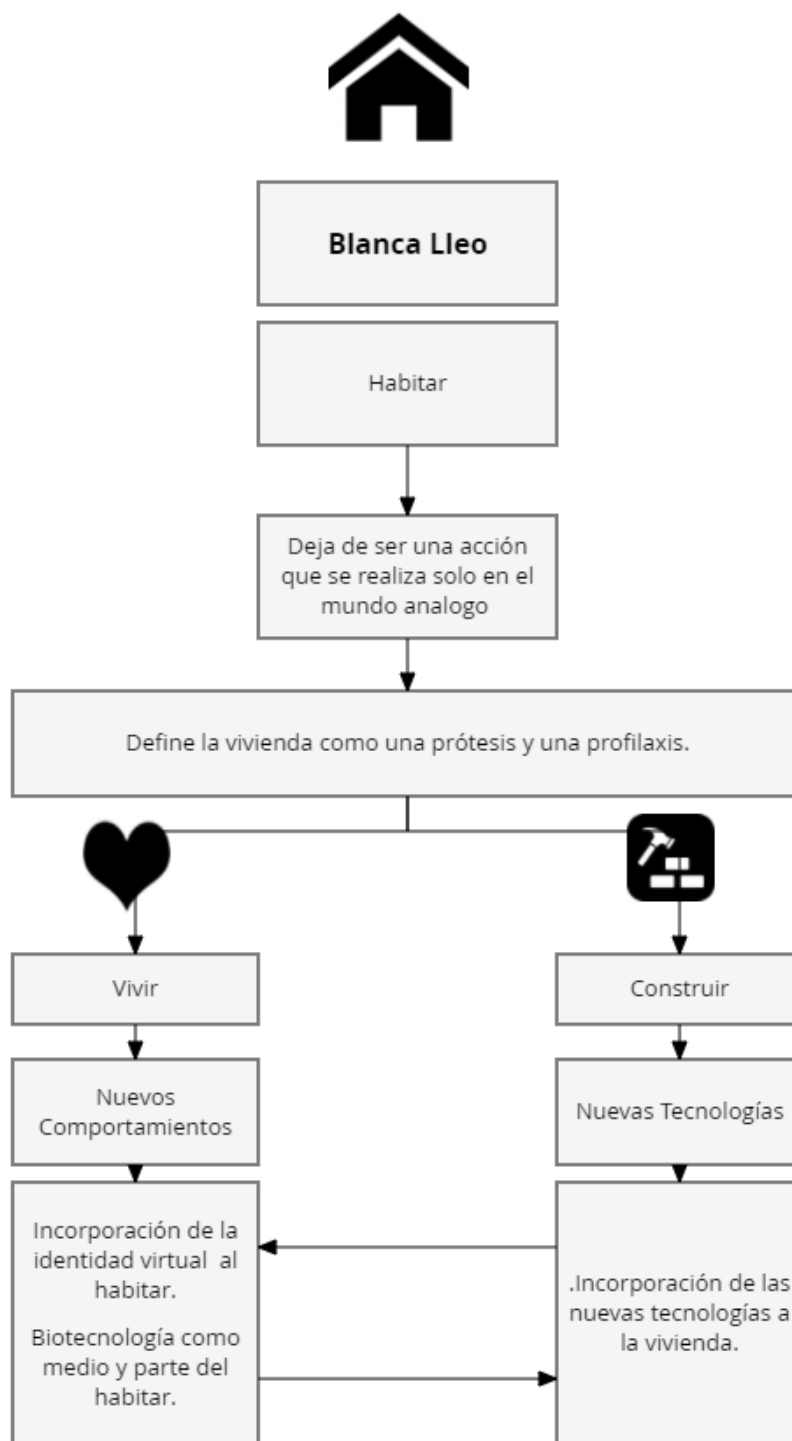 Blanca Lleo
Habitar
Deja de ser una acción
que se realiza solo en el
mundo analogo
Define la vivienda como una prótesis y una profilaxis.
Vivir
Construir
Nuevos
Comportamientos
Nuevas Tecnologías
Incorporación de la
identidad virtual al
habitar.
Biotecnología como
medio y parte del
habitar.
.Incorporación de las
nuevas tecnologías a
la vivienda.